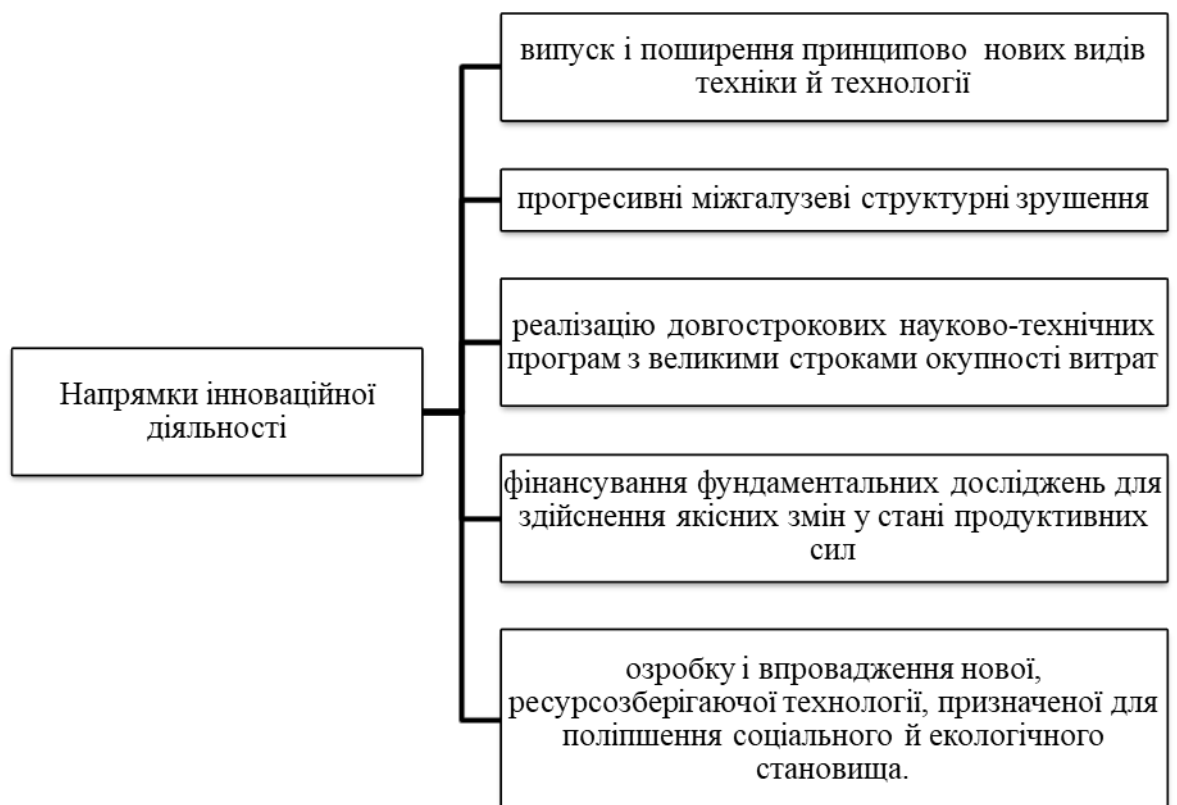 Напрямки інноваційної
діяльності
випуск і поширення принципово нових видів
техніки й технології
прогресивні міжгалузеві структурні зрушення
реалізацію довгострокових науково-технічних
програм з великими строками окупності витрат
фінансування фундаментальних досліджень для
здійснення якісних змін у стані продуктивних
сил
озробку і впровадження нової,
ресурсозберігаючої технології, призначеної для
поліпшення соціального й екологічного
становища.